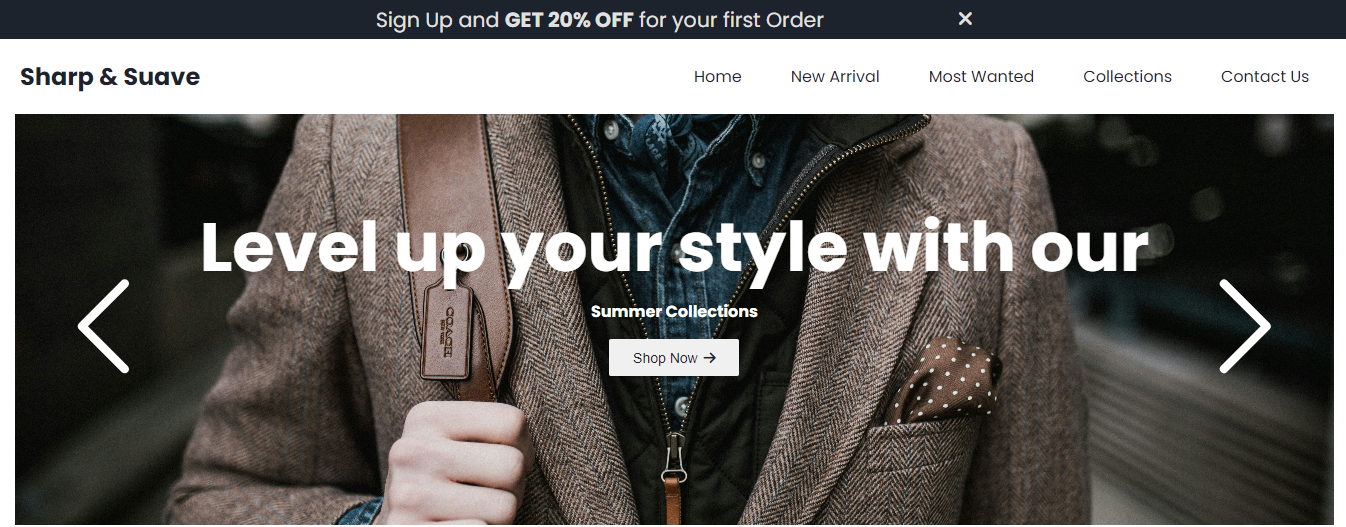 Sign Up and GET 20% OFF for your first Order
Sharp & Suave
Home New Arrival Most Wanted Collections Contact Us
Level up your style with our
Summer Collections
Shop Now →
COACH